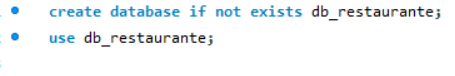 create database if not exists db_restaurante;
use db_restaurante;